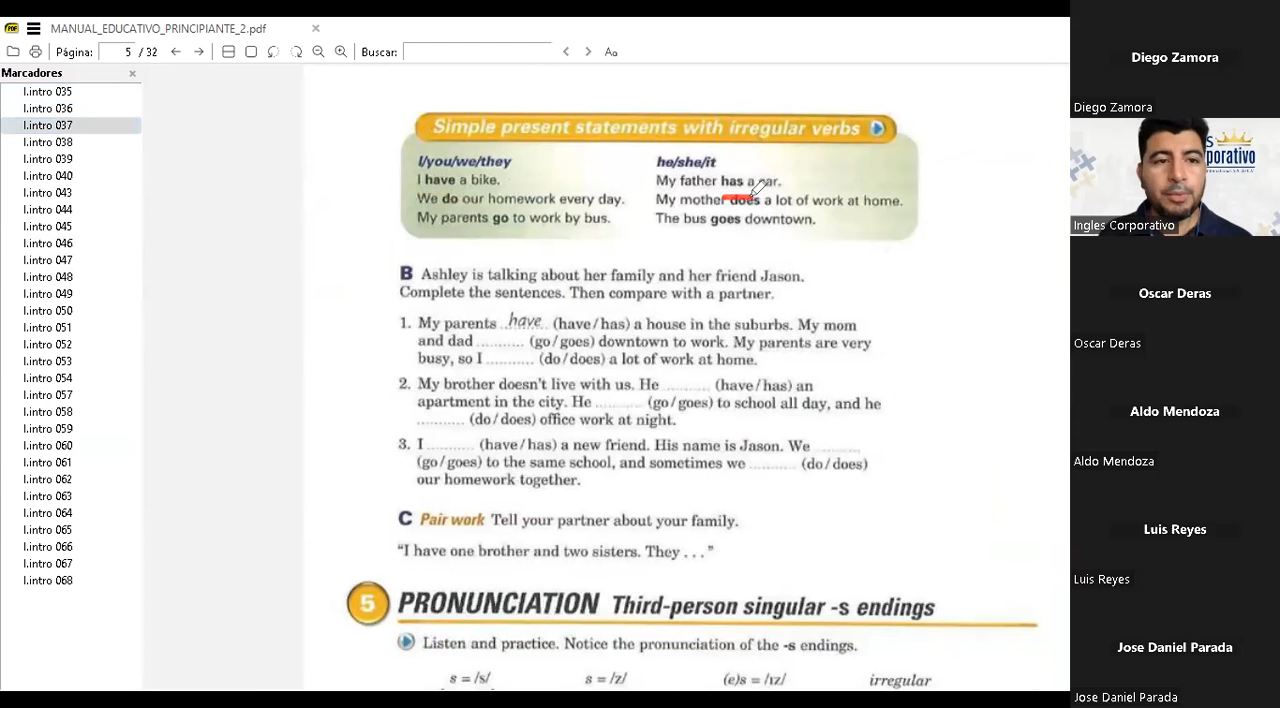 MANUAL_EDUCATIVO_PRINCIPIANTE_2.pdf
Página: 5 / 32 Buscar: Aa
Marcadores
I.intro 035
I.intro 036
I.intro 037
I.intro 038
I.intro 039
I.intro 040
I.intro 043
I.intro 044
I.intro 045
I.intro 046
I.intro 047
I.intro 048
I.intro 049
I.intro 050
I.intro 051
I.intro 052
I.intro 053
I.intro 054
I.intro 057
I.intro 058
I.intro 059
I.intro 060
I.intro 061
I.intro 062
I.intro 063
I.intro 064
I.intro 065
I.intro 066
I.intro 067
I.intro 068
Simple present statements with irregular verbs
I/you/we/they
I have a bike.
We do our homework every day.
My parents go to work by bus.
he/she/it
My father has a car.
My mother does a lot of work at home.
The bus goes downtown.
B Ashley is talking about her family and her friend Jason.
Complete the sentences. Then compare with a partner.
1. My parents have (have / has) a house in the suburbs. My mom
and dad .......... (go / goes) downtown to work. My parents are very
busy, so I .......... (do / does) a lot of work at home.
2. My brother doesn't live with us. He .......... (have / has) an
apartment in the city. He .......... (go / goes) to school all day, and he
.......... (do / does) office work at night.
3. I .......... (have / has) a new friend. His name is Jason. We ..........
(go / goes) to the same school, and sometimes we .......... (do / does)
our homework together.
C Pair work Tell your partner about your family.
"I have one brother and two sisters. They . . . "
5 PRONUNCIATION Third-person singular -s endings
Listen and practice. Notice the pronunciation of the -s endings.
s = /s/ s = /z/ (e)s = /ɪz/ irregular
Diego Zamora
Diego Zamora
porativo
Ingles Corporativo
Oscar Deras
Oscar Deras
Aldo Mendoza
Aldo Mendoza
Luis Reyes
Luis Reyes
Jose Daniel Parada
Jose Daniel Parada